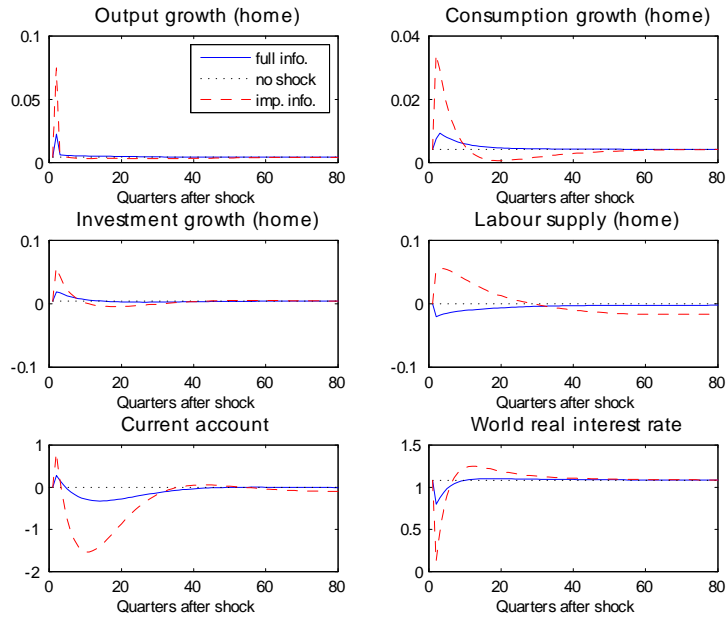 Output growth (home)
0.1
0.05
0
0 20 40 60 80
Quarters after shock
full info.
no shock
imp. info.
Consumption growth (home)
0.04
0.02
0
0 20 40 60 80
Quarters after shock
Investment growth (home)
0.1
0
-0.1
0 20 40 60 80
Quarters after shock
Labour supply (home)
0.1
0
-0.1
0 20 40 60 80
Quarters after shock
Current account
1
0
-1
-2
0 20 40 60 80
Quarters after shock
World real interest rate
1.5
1
0.5
0
0 20 40 60 80
Quarters after shock